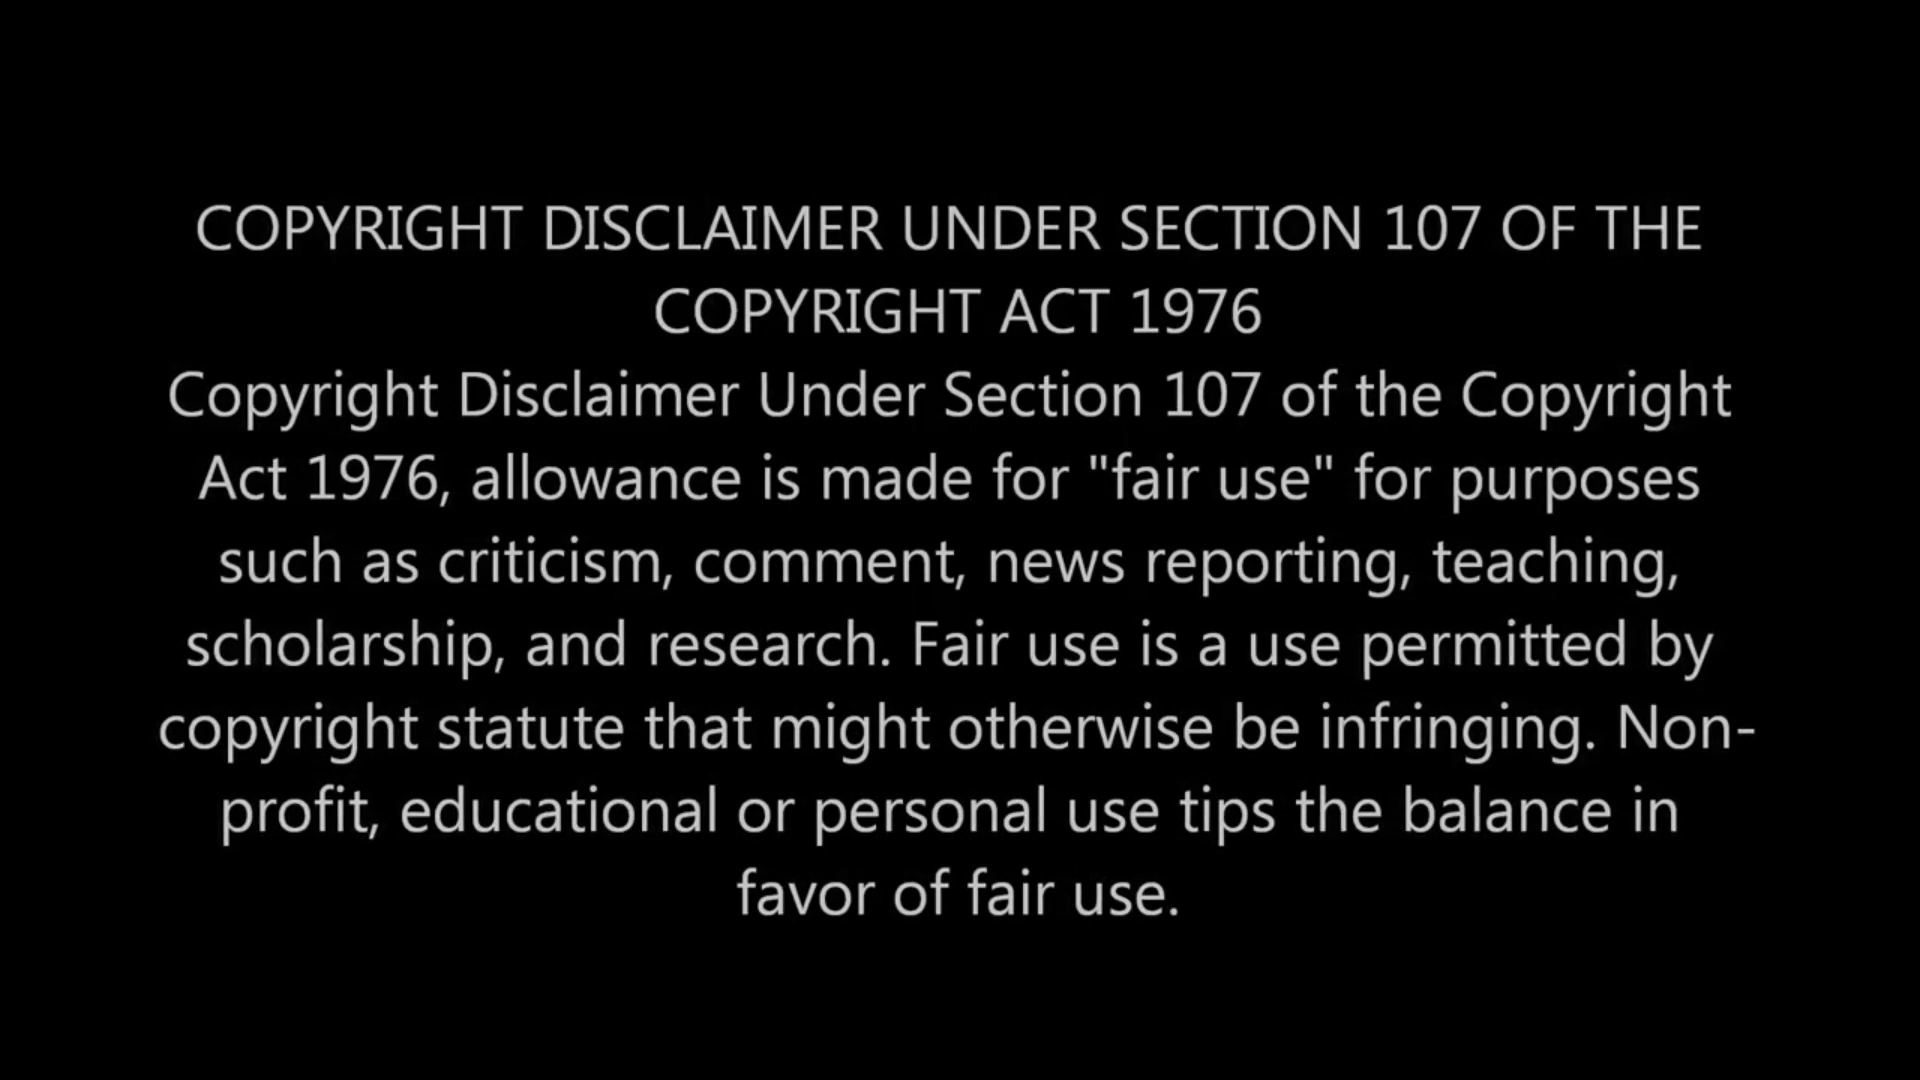 COPYRIGHT DISCLAIMER UNDER SECTION 107 OF THE
COPYRIGHT ACT 1976
Copyright Disclaimer Under Section 107 of the Copyright
Act 1976, allowance is made for "fair use" for purposes
such as criticism, comment, news reporting, teaching,
scholarship, and research. Fair use is a use permitted by
copyright statute that might otherwise be infringing. Non-
profit, educational or personal use tips the balance in
favor of fair use.